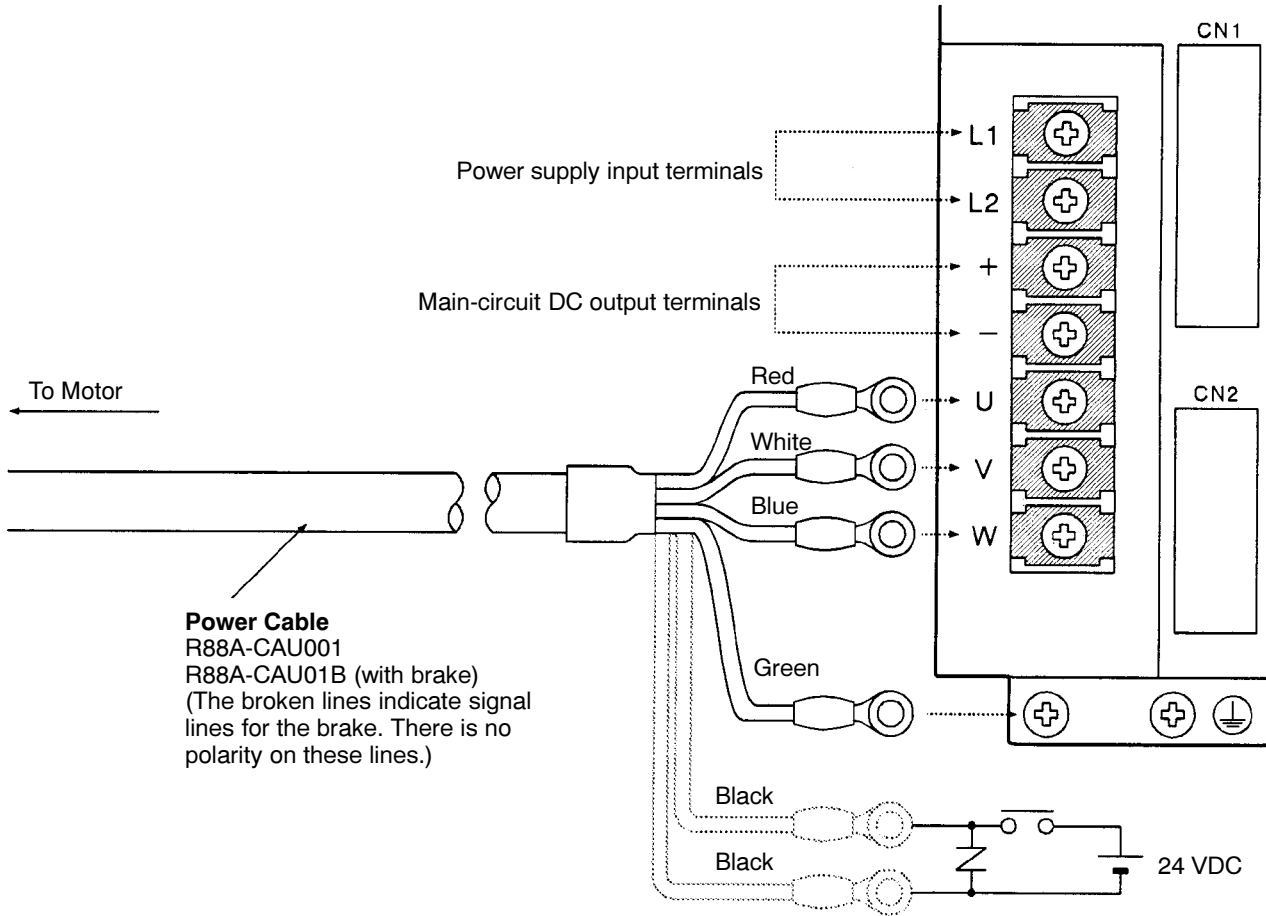 CN1
L1
Power supply input terminals
L2
+
Main-circuit DC output terminals
−
To Motor
Red
U
CN2
White
V
Blue
W
Power Cable
R88A-CAU001
R88A-CAU01B (with brake)
(The broken lines indicate signal
lines for the brake. There is no
polarity on these lines.)
Green
Black
Black
24 VDC